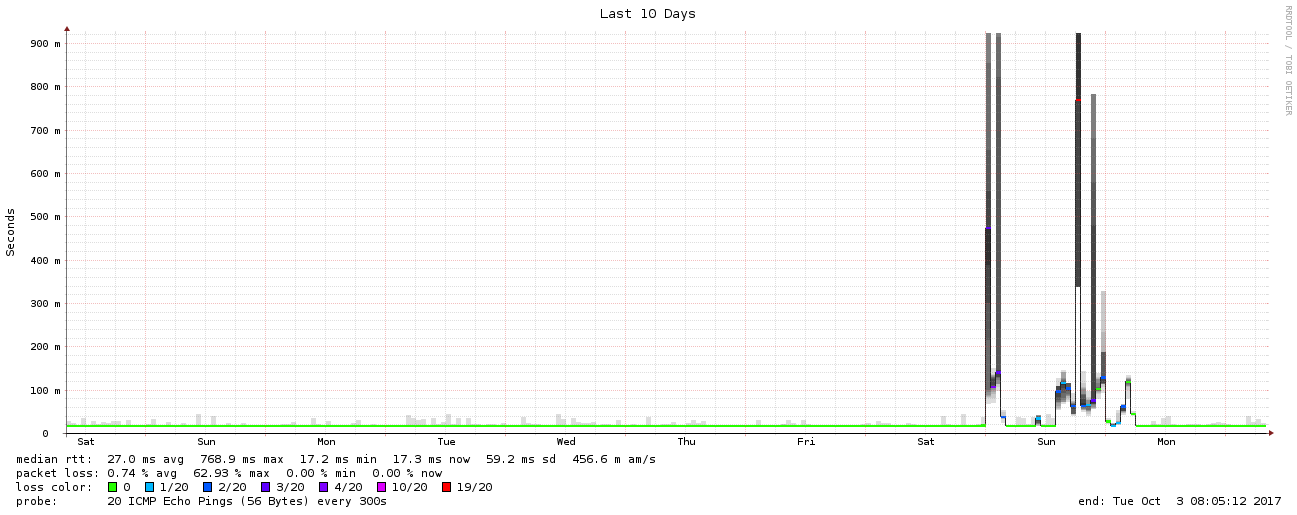 Last 10 Days
RRDTOOL / TOBI OETIKER
Seconds
900 m
800 m
700 m
600 m
500 m
400 m
300 m
200 m
100 m
0
Sat Sun Mon Tue Wed Thu Fri Sat Sun Mon
median rtt: 27.0 ms avg 768.9 ms max 17.2 ms min 17.3 ms now 59.2 ms sd 456.6 m am/s
packet loss: 0.74 % avg 62.93 % max 0.00 % min 0.00 % now
loss color: 0 1/20 2/20 3/20 4/20 10/20 19/20
probe: 20 ICMP Echo Pings (56 Bytes) every 300s end: Tue Oct 3 08:05:12 2017